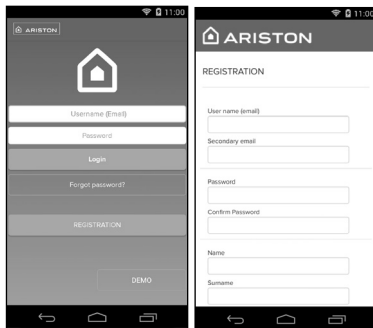 11:00
ARISTON
Username (Email)
Password
Login
Forgot password?
REGISTRATION
DEMO
11:00
ARISTON
REGISTRATION
User name (email)
Secondary email
Password
Confirm Password
Name
Surname